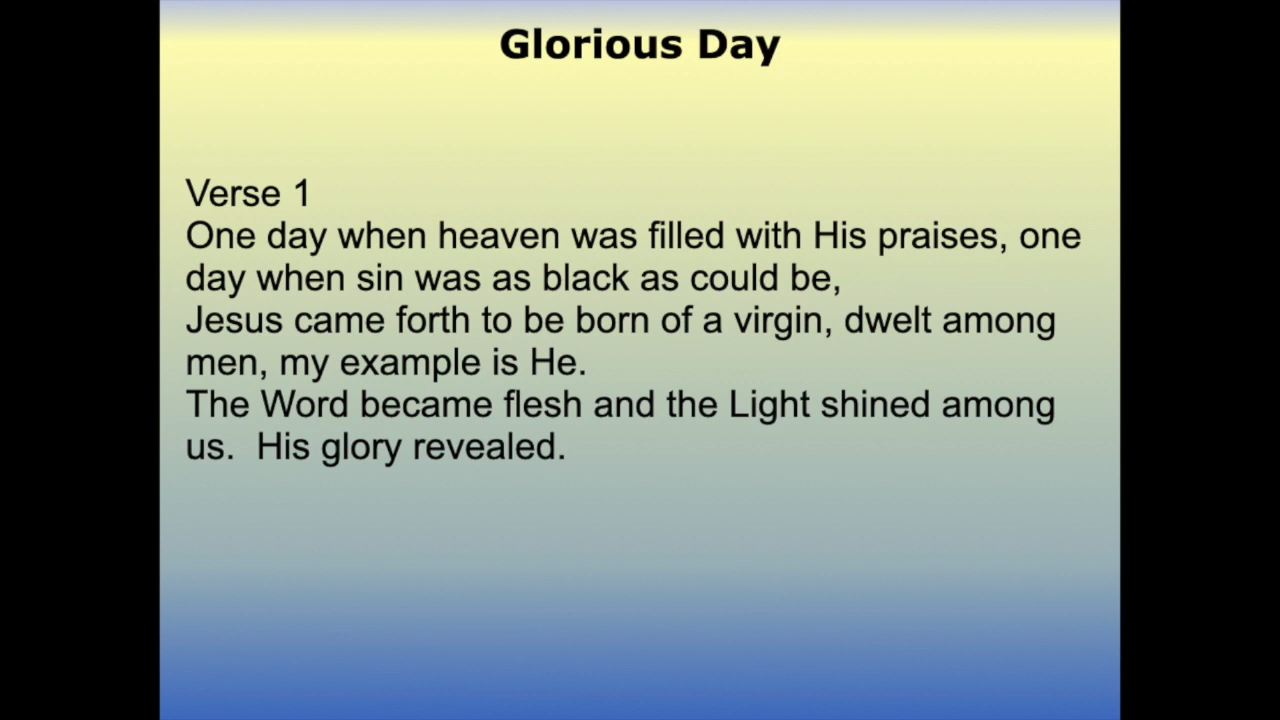 Glorious Day
Verse 1
One day when heaven was filled with His praises, one
day when sin was as black as could be,
Jesus came forth to be born of a virgin, dwelt among
men, my example is He.
The Word became flesh and the Light shined among
us.  His glory revealed.